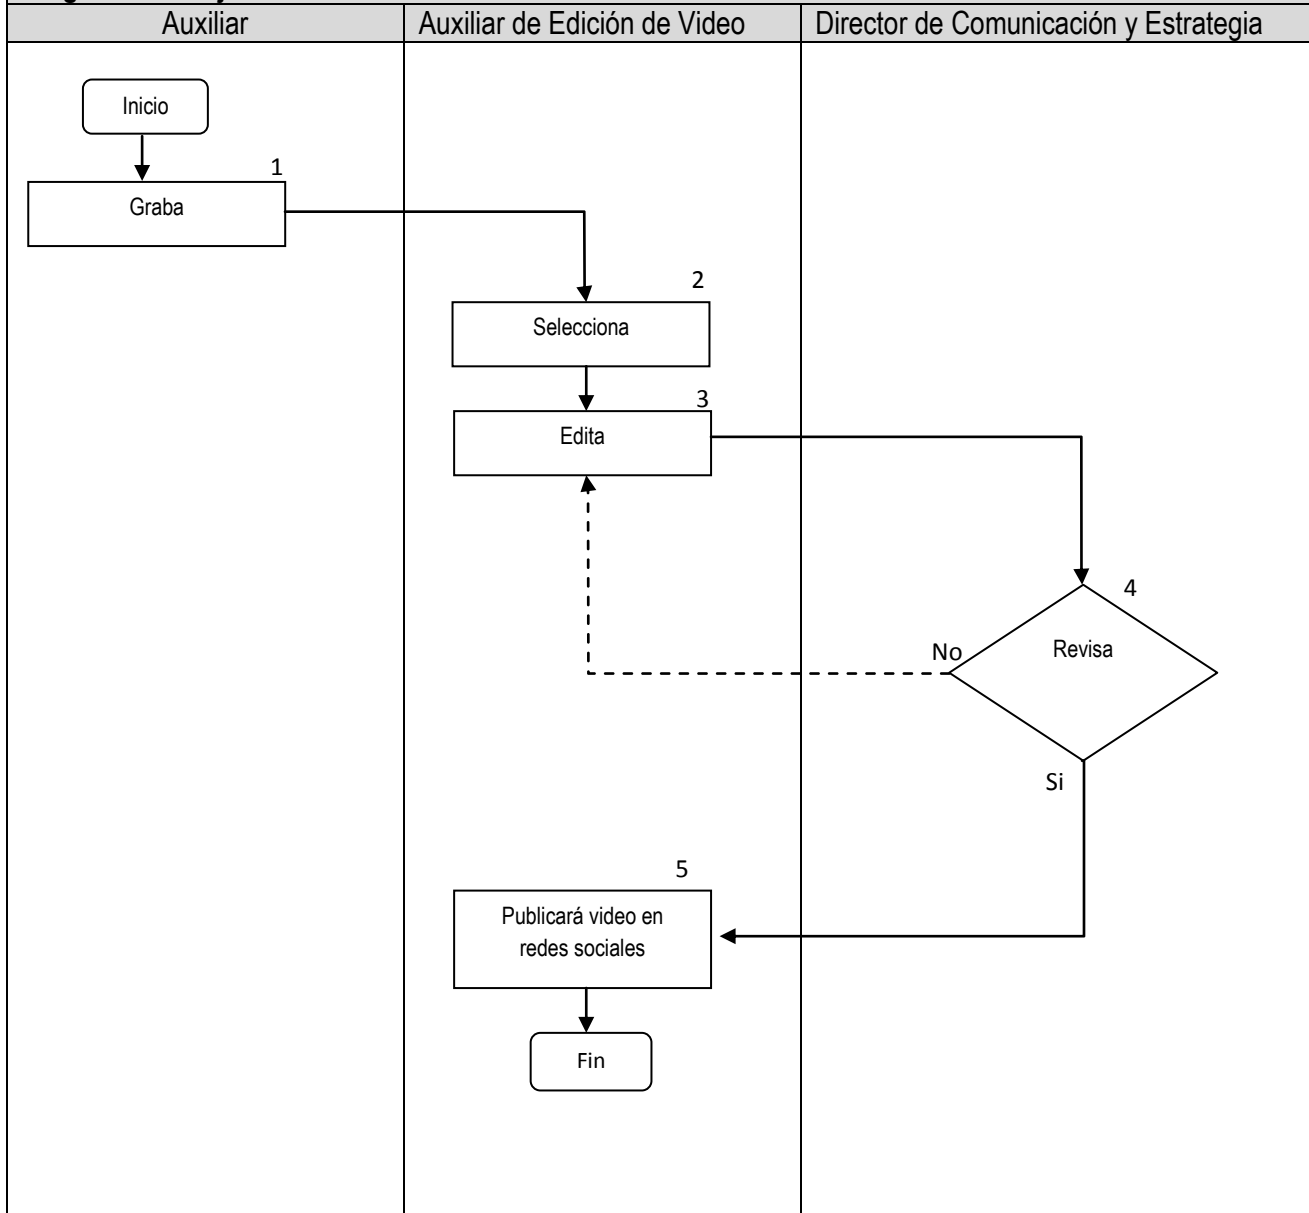 Auxiliar
Auxiliar de Edición de Video
Director de Comunicación y Estrategia
Inicio
1
Graba
2
Selecciona
3
Edita
4
Revisa
No
Si
5
Publicará video en
redes sociales
Fin